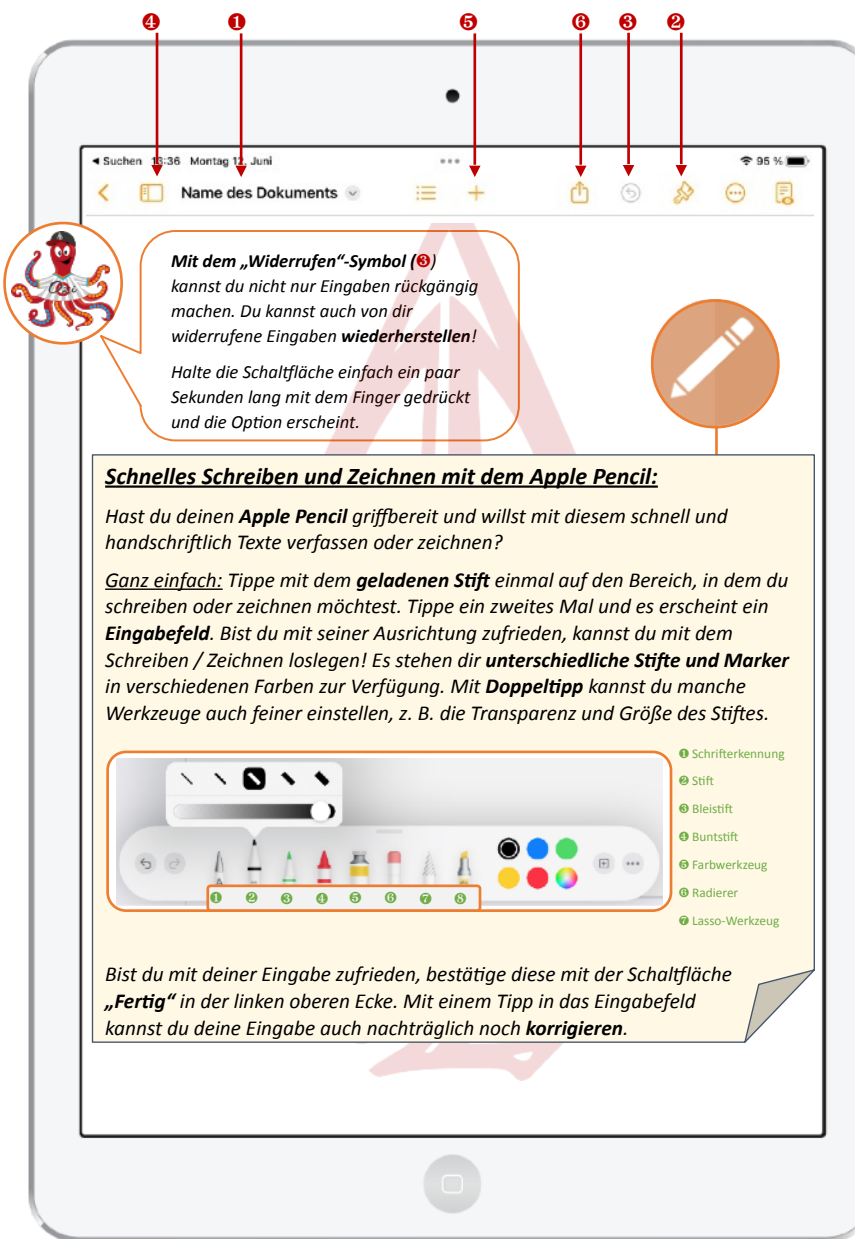 ❹ ❶ ❺ ❻ ❸ ❷
◄ Suchen 13:36 Montag 12. Juni 95 %
Name des Dokuments
Mit dem „Widerrufen“-Symbol (❸)
kannst du nicht nur Eingaben rückgängig
machen. Du kannst auch von dir
widerrufene Eingaben wiederherstellen!
Halte die Schaltfläche einfach ein paar
Sekunden lang mit dem Finger gedrückt
und die Option erscheint.
Schnelles Schreiben und Zeichnen mit dem Apple Pencil:
Hast du deinen Apple Pencil griffbereit und willst mit diesem schnell und
handschriftlich Texte verfassen oder zeichnen?
Ganz einfach: Tippe mit dem geladenen Stift einmal auf den Bereich, in dem du
schreiben oder zeichnen möchtest. Tippe ein zweites Mal und es erscheint ein
Eingabefeld. Bist du mit seiner Ausrichtung zufrieden, kannst du mit dem
Schreiben / Zeichnen loslegen! Es stehen dir unterschiedliche Stifte und Marker
in verschiedenen Farben zur Verfügung. Mit Doppeltipp kannst du manche
Werkzeuge auch feiner einstellen, z. B. die Transparenz und Größe des Stiftes.
❶ Schrifterkennung
❷ Stift
❸ Bleistift
❹ Buntstift
❺ Farbwerkzeug
❻ Radierer
❼ Lasso-Werkzeug
❶ ❷ ❸ ❹ ❺ ❻ ❼ ❽
Bist du mit deiner Eingabe zufrieden, bestätige diese mit der Schaltfläche
„Fertig“ in der linken oberen Ecke. Mit einem Tipp in das Eingabefeld
kannst du deine Eingabe auch nachträglich noch korrigieren.